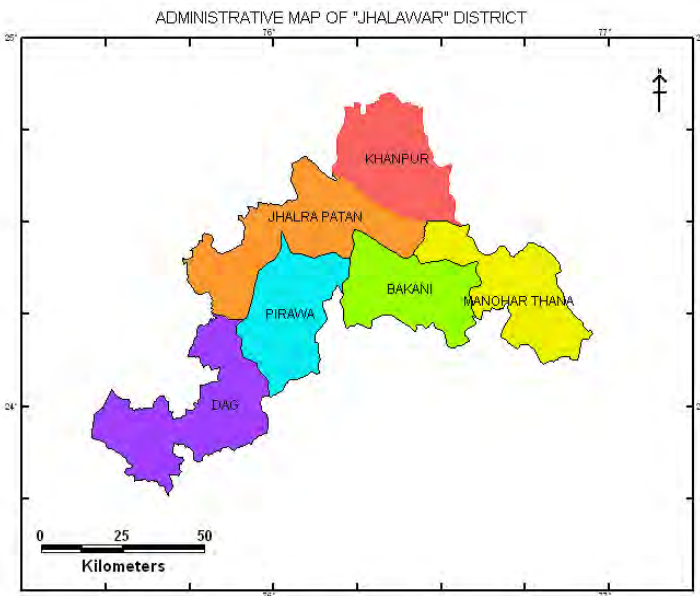 ADMINISTRATIVE MAP OF "JHALAWAR" DISTRICT
76° 77°
25°
N
KHANPUR
JHALRA PATAN
BAKANI
MANOHAR THANA
PIRAWA
24°
DAG
0 25 50
Kilometers